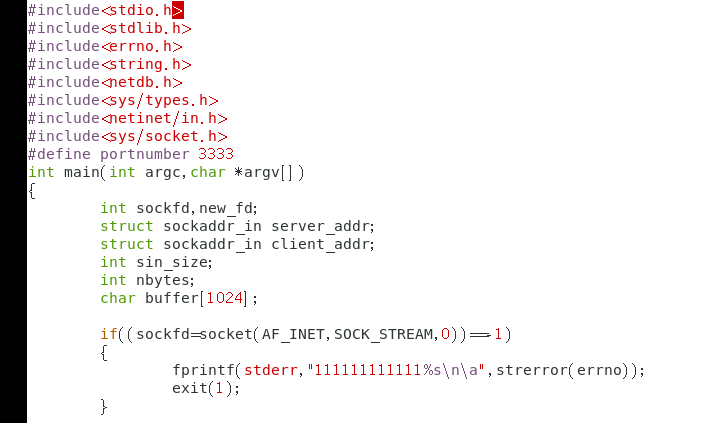 #include<stdio.h>
#include<stdlib.h>
#include<errno.h>
#include<string.h>
#include<netdb.h>
#include<sys/types.h>
#include<netinet/in.h>
#include<sys/socket.h>
#define portnumber 3333
int main(int argc,char *argv[])
{
        int sockfd,new_fd;
        struct sockaddr_in server_addr;
        struct sockaddr_in client_addr;
        int sin_size;
        int nbytes;
        char buffer[1024];

        if((sockfd=socket(AF_INET,SOCK_STREAM,0))==-1)
        {
                fprintf(stderr,"111111111111%s\n\a",strerror(errno));
                exit(1);
        }